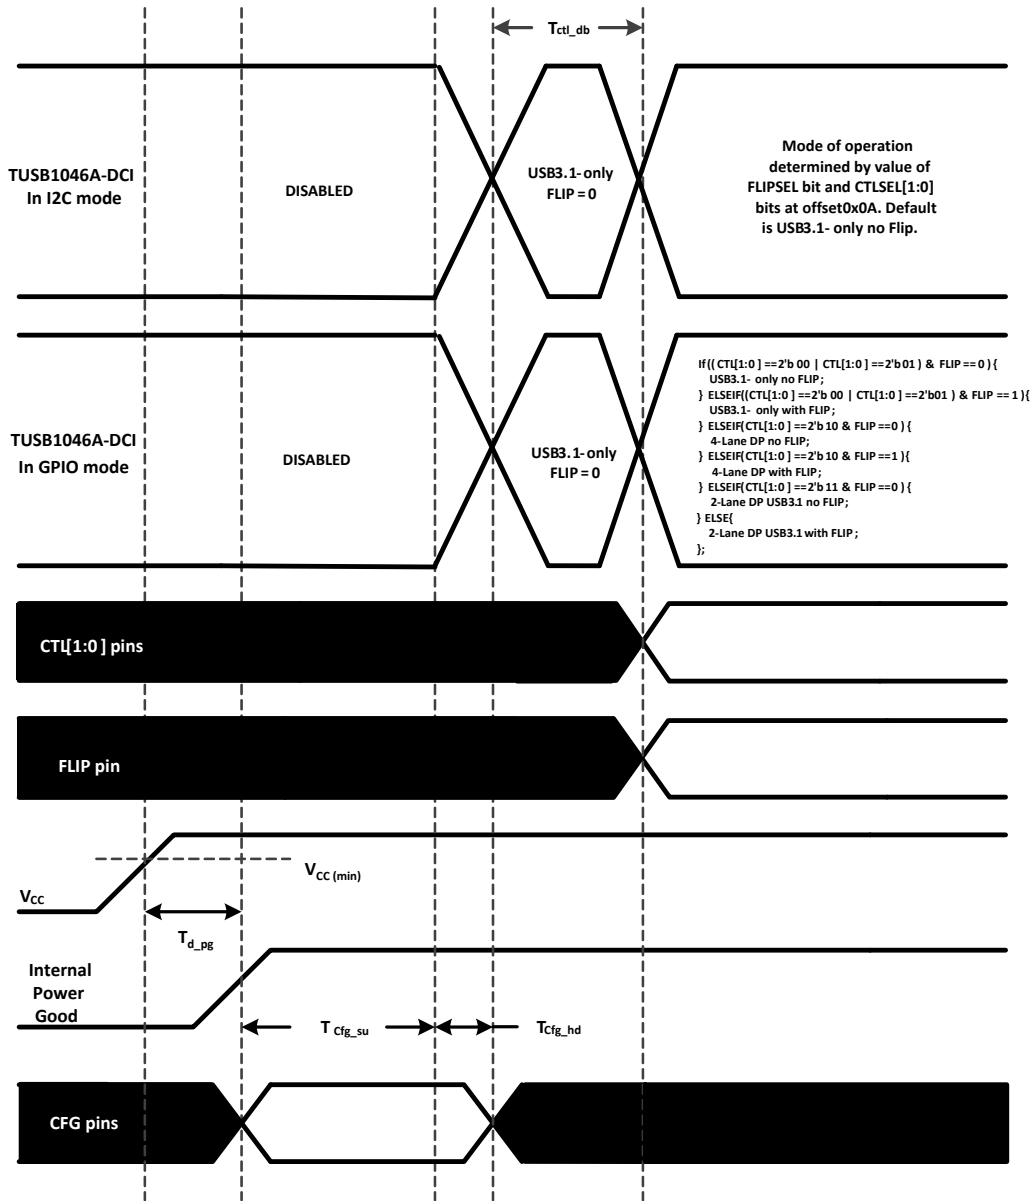 Tctl_db
TUSB1046A-DCI
In I2C mode
DISABLED
USB3.1- only
FLIP = 0
Mode of operation
determined by value of
FLIPSEL bit and CTLSEL[1:0]
bits at offset0x0A. Default
is USB3.1- only no Flip.
TUSB1046A-DCI
In GPIO mode
DISABLED
USB3.1- only
FLIP = 0
If (( CTL[1:0 ] ==2'b 00 | CTL[1:0 ] ==2'b 01 ) & FLIP ==0 ) {
USB3.1- only no FLIP ;
} ELSEIF((CTL[1:0 ] ==2'b 00 | CTL[1:0 ] ==2'b01 ) & FLIP == 1 ){
USB3.1- only with FLIP ;
} ELSEIF(CTL[1:0 ] ==2'b 10 & FLIP ==0 ) {
4-Lane DP no FLIP;
} ELSEIF(CTL[1:0 ] ==2'b 10 & FLIP ==1 ){
4-Lane DP with FLIP;
} ELSEIF(CTL[1:0 ] ==2'b 11 & FLIP ==0 ) {
2-Lane DP USB3.1 no FLIP;
} ELSE{
2-Lane DP USB3.1 with FLIP ;
};
CTL[1:0 ] pins
FLIP pin
VCC (min)
VCC
Td_pg
Internal
Power
Good
T Cfg_su
TCfg_hd
CFG pins